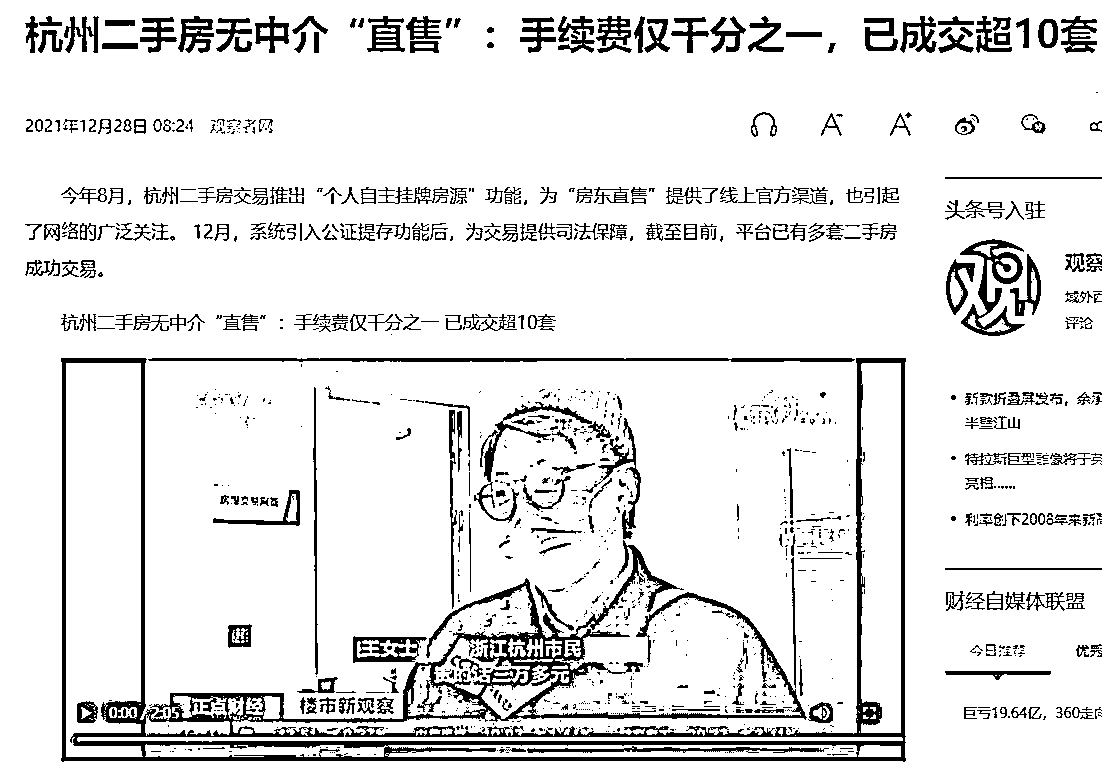 杭州二手房无中介“直售”：手续费仅千分之一，已成交超10套
2021年12月28日 08:24 观察者网
今年8月，杭州二手房交易推出“个人自主挂牌房源”功能，为“房东直售”提供了线上官方渠道，也引起
了网络的广泛关注。 12月，系统引入公证提存功能后，为交易提供司法保障，截至目前，平台已有多套二手房
成功交易。
杭州二手房无中介“直售”：手续费仅千分之一 已成交超10套
王女士
浙江杭州市民
贵的话三万多元
正点财经
楼市新观察
0:00 / 2:05
头条号入驻
观察
域外
评论
新款折叠屏发布，余承
半壁江山
特拉斯巨型雕像将于英
亮相……
利率创下2008年来新高
财经自媒体联盟
今日推荐 优秀
巨亏19.64亿，360走向